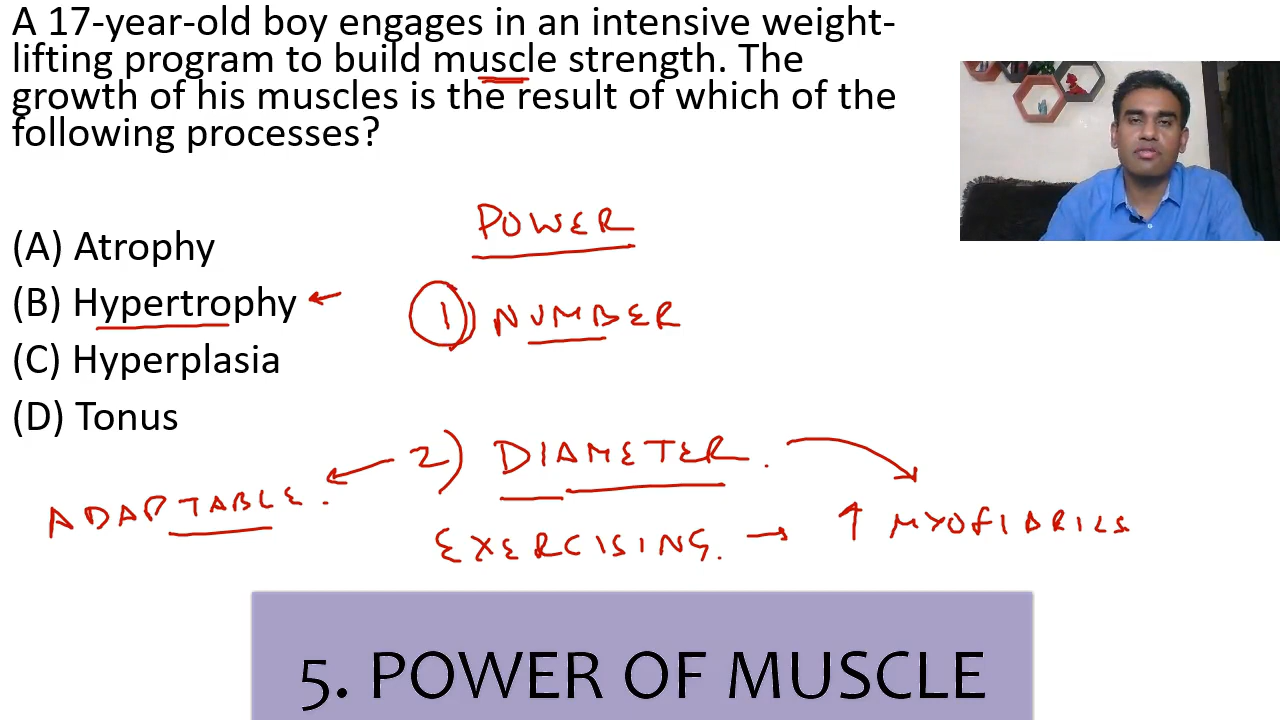 A 17-year-old boy engages in an intensive weight-
lifting program to build muscle strength. The
growth of his muscles is the result of which of the
following processes?
POWER
(A) Atrophy
(B) Hypertrophy
1) NUMBER
(C) Hyperplasia
(D) Tonus
2) DIAMETER.
ADAPTABLE.
EXERCISING. → ↑ MYOFIBRILS
5. POWER OF MUSCLE